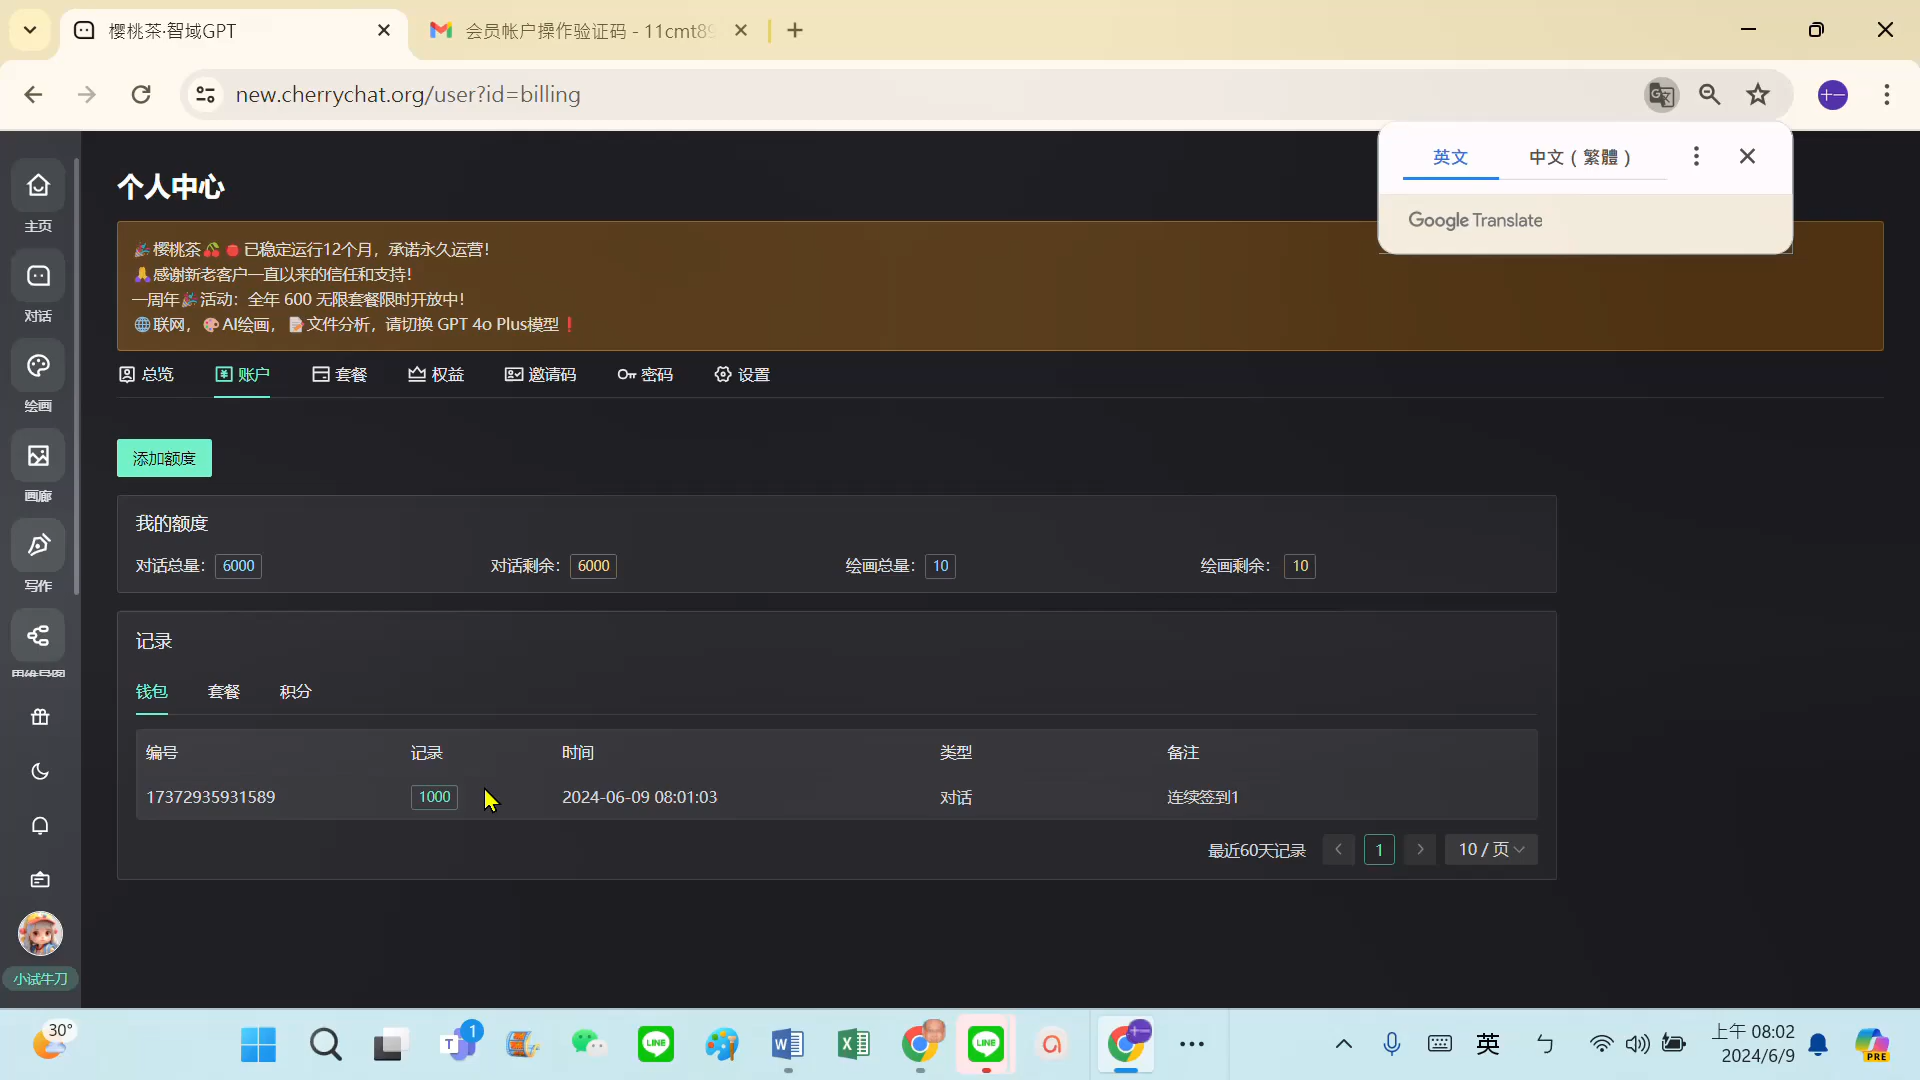 樱桃茶·智域GPT
会员帐户操作验证码 - 11cmt89
new.cherrychat.org/user?id=billing
英文
中文（繁體）
Google Translate
主页
对话
绘画
画廊
写作
思维导图
小试牛刀
个人中心
樱桃茶 已稳定运行12个月，承诺永久运营！
感谢新老客户一直以来的信任和支持！
一周年 活动：全年 600 无限套餐限时开放中！
联网， AI绘画， 文件分析，请切换 GPT 4o Plus模型
总览
账户
套餐
权益
邀请码
密码
设置
添加额度
我的额度
对话总量： 6000
对话剩余： 6000
绘画总量： 10
绘画剩余： 10
记录
钱包 套餐 积分
编号 记录 时间 类型 备注
17372935931589 1000 2024-06-09 08:01:03 对话 连续签到1
最近60天记录 1 10 / 页
30°
1
T
LINE
W
X
LINE
英
上午 08:02
2024/6/9
PRE